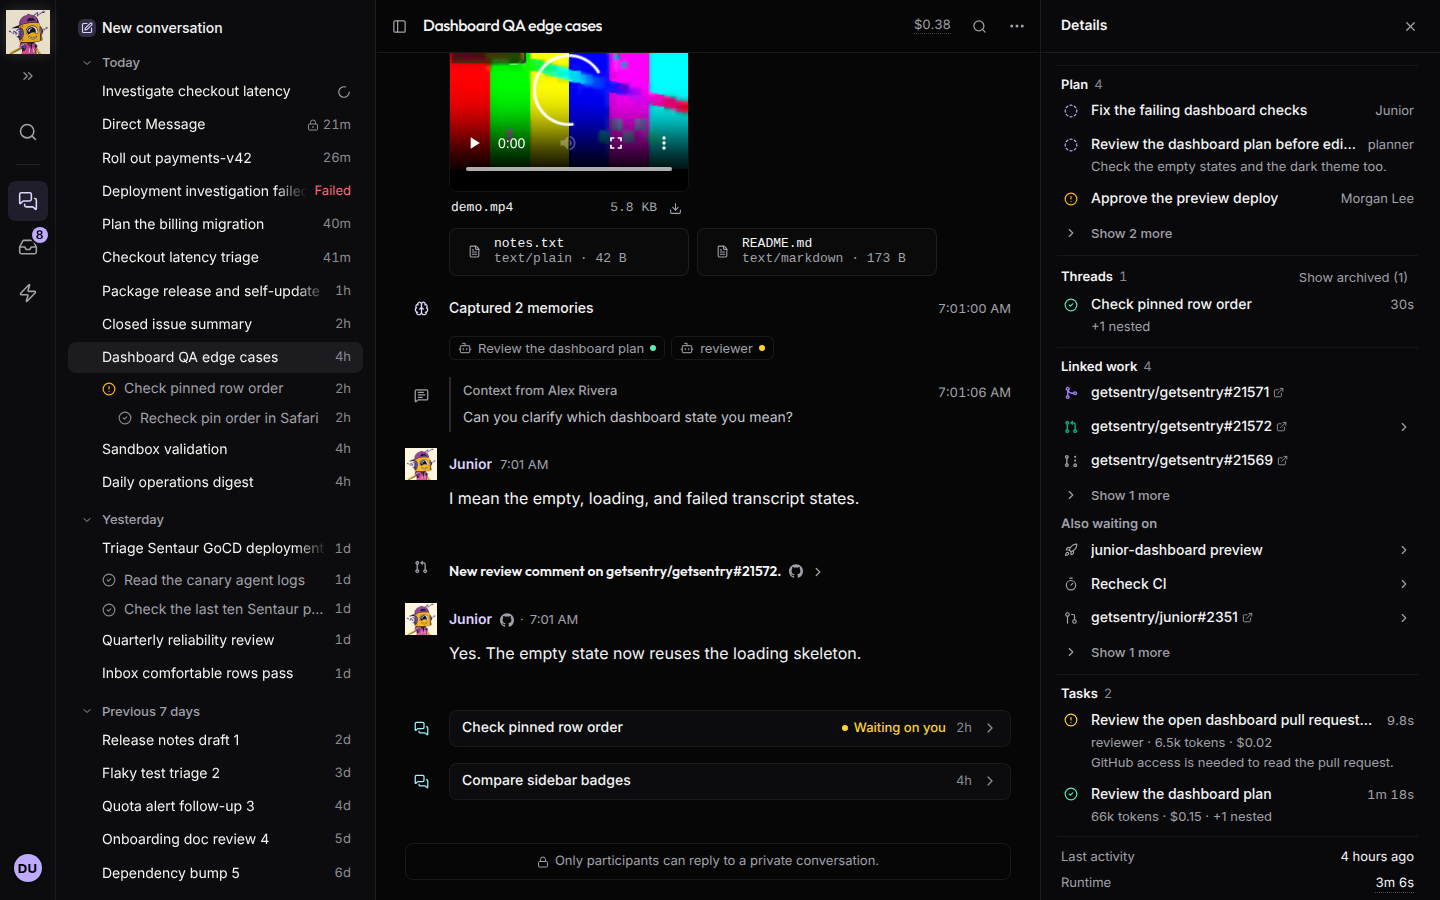 New conversation
Today
Investigate checkout latency
Direct Message 21m
Roll out payments-v42 26m
Deployment investigation failed Failed
Plan the billing migration 40m
Checkout latency triage 41m
Package release and self-update 1h
Closed issue summary 2h
Dashboard QA edge cases 4h
Check pinned row order 2h
Recheck pin order in Safari 2h
Sandbox validation 4h
Daily operations digest 4h
Yesterday
Triage Sentaur GoCD deployment 1d
Read the canary agent logs 1d
Check the last ten Sentaur p... 1d
Quarterly reliability review 1d
Inbox comfortable rows pass 1d
Previous 7 days
Release notes draft 1 2d
Flaky test triage 2 3d
Quota alert follow-up 3 4d
Onboarding doc review 4 5d
Dependency bump 5 6d
8
DU
Dashboard QA edge cases $0.38
0:00
demo.mp4 5.8 KB
notes.txt
text/plain · 42 B
README.md
text/markdown · 173 B
Captured 2 memories 7:01:00 AM
Review the dashboard plan
reviewer
Context from Alex Rivera 7:01:06 AM
Can you clarify which dashboard state you mean?
Junior 7:01 AM
I mean the empty, loading, and failed transcript states.
New review comment on getsentry/getsentry#21572.
Junior · 7:01 AM
Yes. The empty state now reuses the loading skeleton.
Check pinned row order Waiting on you 2h
Compare sidebar badges 4h
Only participants can reply to a private conversation.
Details
Plan 4
Fix the failing dashboard checks Junior
Review the dashboard plan before edi... planner
Check the empty states and the dark theme too.
Approve the preview deploy Morgan Lee
Show 2 more
Threads 1 Show archived (1)
Check pinned row order 30s
+1 nested
Linked work 4
getsentry/getsentry#21571
getsentry/getsentry#21572
getsentry/getsentry#21569
Show 1 more
Also waiting on
junior-dashboard preview
Recheck CI
getsentry/junior#2351
Show 1 more
Tasks 2
Review the open dashboard pull request... 9.8s
reviewer · 6.5k tokens · $0.02
GitHub access is needed to read the pull request.
Review the dashboard plan 1m 18s
66k tokens · $0.15 · +1 nested
Last activity 4 hours ago
Runtime 3m 6s